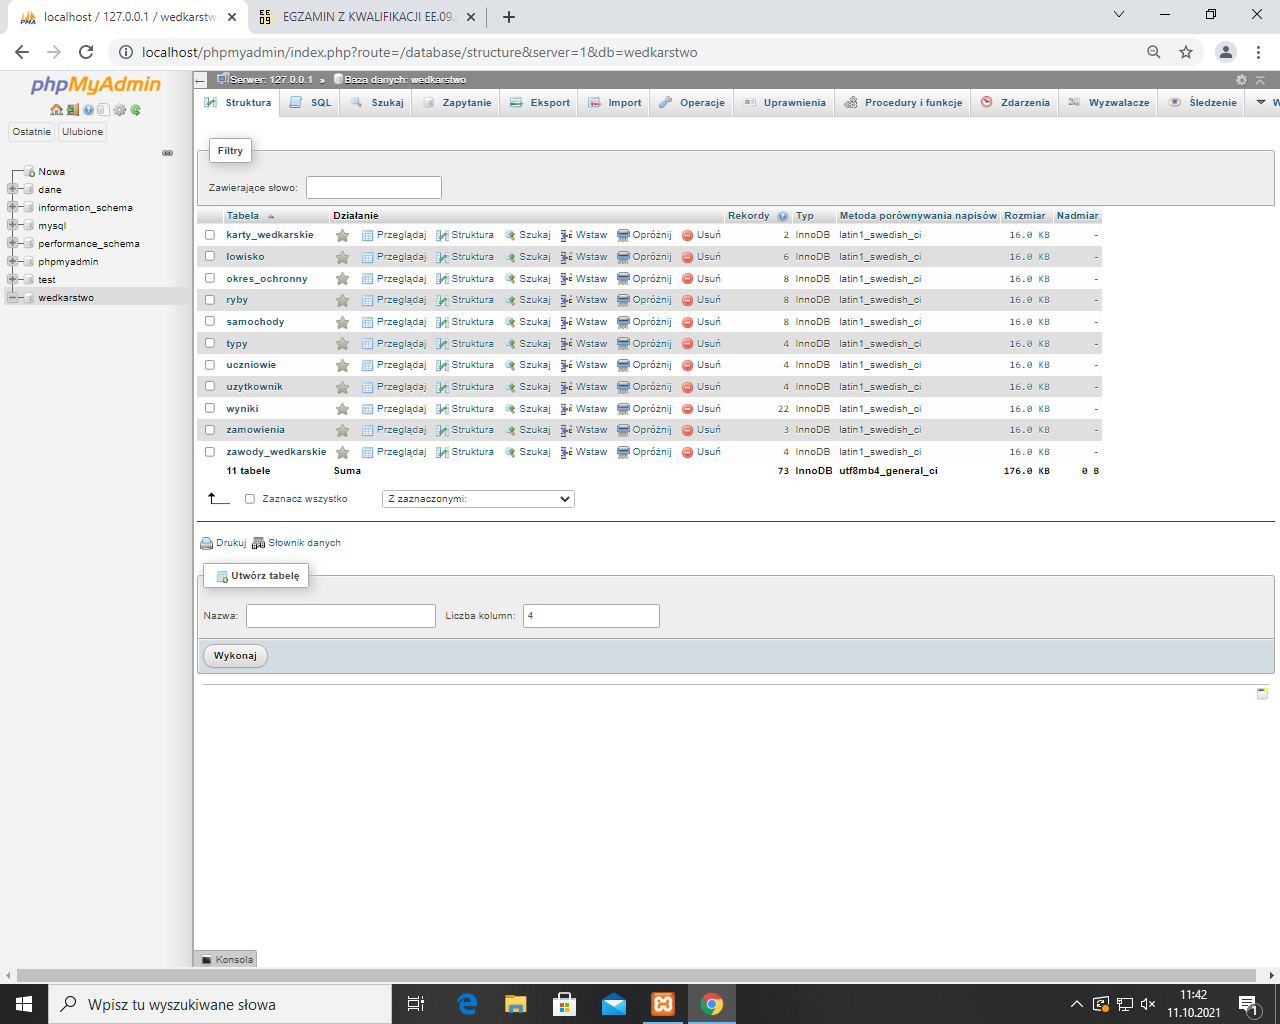 localhost / 127.0.0.1 / wedkarstw
EGZAMIN Z KWALIFIKACJI EE.09
localhost/phpmyadmin/index.php?route=/database/structure&server=1&db=wedkarstwo
phpMyAdmin
Ostatnie Ulubione
Nowa
dane
information_schema
mysql
performance_schema
phpmyadmin
test
wedkarstwo
Serwer: 127.0.0.1 » Baza danych: wedkarstwo
Struktura SQL Szukaj Zapytanie Eksport Import Operacje Uprawnienia Procedury i funkcje Zdarzenia Wyzwalacze Śledzenie W
Filtry
Zawierające słowo:
Tabela Działanie Rekordy Typ Metoda porównywania napisów Rozmiar Nadmiar
karty_wedkarskie Przeglądaj Struktura Szukaj Wstaw Opróżnij Usuń 2 InnoDB latin1_swedish_ci 16.0 KB -
lowisko Przeglądaj Struktura Szukaj Wstaw Opróżnij Usuń 6 InnoDB latin1_swedish_ci 16.0 KB -
okres_ochronny Przeglądaj Struktura Szukaj Wstaw Opróżnij Usuń 8 InnoDB latin1_swedish_ci 16.0 KB -
ryby Przeglądaj Struktura Szukaj Wstaw Opróżnij Usuń 8 InnoDB latin1_swedish_ci 16.0 KB -
samochody Przeglądaj Struktura Szukaj Wstaw Opróżnij Usuń 8 InnoDB latin1_swedish_ci 16.0 KB -
typy Przeglądaj Struktura Szukaj Wstaw Opróżnij Usuń 4 InnoDB latin1_swedish_ci 16.0 KB -
uczniowie Przeglądaj Struktura Szukaj Wstaw Opróżnij Usuń 4 InnoDB latin1_swedish_ci 16.0 KB -
uzytkownik Przeglądaj Struktura Szukaj Wstaw Opróżnij Usuń 4 InnoDB latin1_swedish_ci 16.0 KB -
wyniki Przeglądaj Struktura Szukaj Wstaw Opróżnij Usuń 22 InnoDB latin1_swedish_ci 16.0 KB -
zamowienia Przeglądaj Struktura Szukaj Wstaw Opróżnij Usuń 3 InnoDB latin1_swedish_ci 16.0 KB -
zawody_wedkarskie Przeglądaj Struktura Szukaj Wstaw Opróżnij Usuń 4 InnoDB latin1_swedish_ci 16.0 KB -
11 tabele Suma 73 InnoDB utf8mb4_general_ci 176.0 KB 0 B
Zaznacz wszystko Z zaznaczonymi:
Drukuj Słownik danych
Utwórz tabelę
Nazwa: Liczba kolumn: 4
Wykonaj
Konsola
Wpisz tu wyszukiwane słowa
11:42
11.10.2021
1